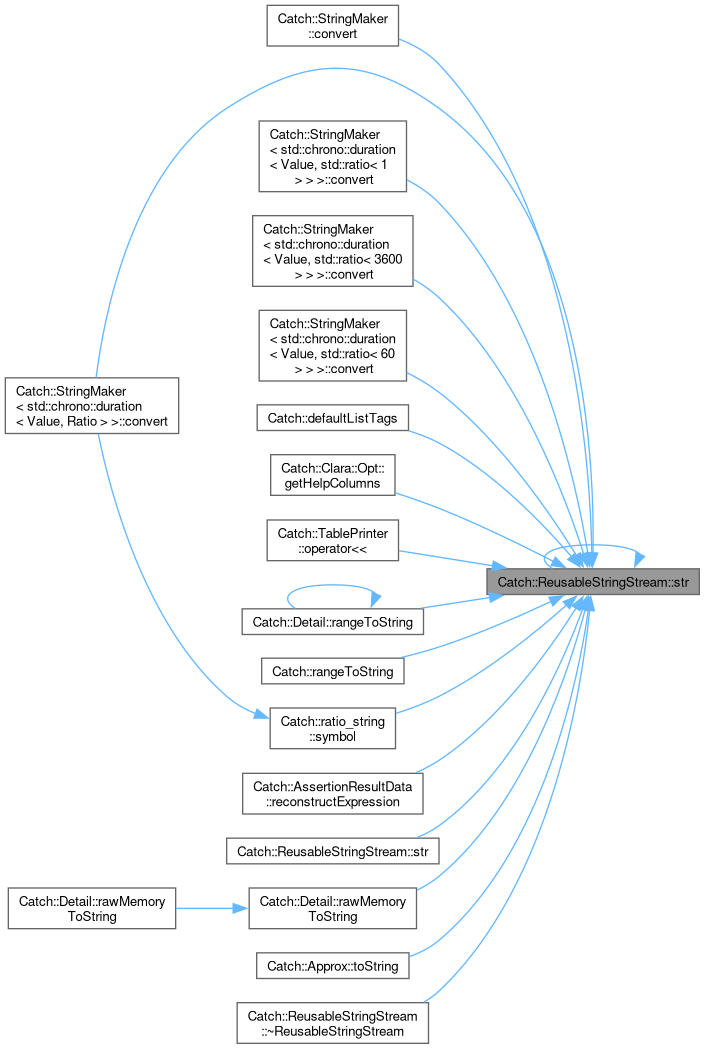 Catch::StringMaker
::convert
Catch::StringMaker
< std::chrono::duration
< Value, std::ratio< 1
> > >::convert
Catch::StringMaker
< std::chrono::duration
< Value, std::ratio< 3600
> > >::convert
Catch::StringMaker
< std::chrono::duration
< Value, std::ratio< 60
> > >::convert
Catch::StringMaker
< std::chrono::duration
< Value, Ratio > >::convert
Catch::defaultListTags
Catch::Clara::Opt::
getHelpColumns
Catch::TablePrinter
::operator<<
Catch::ReusableStringStream::str
Catch::Detail::rangeToString
Catch::rangeToString
Catch::ratio_string
::symbol
Catch::AssertionResultData
::reconstructExpression
Catch::ReusableStringStream::str
Catch::Detail::rawMemory
ToString
Catch::Detail::rawMemory
ToString
Catch::Approx::toString
Catch::ReusableStringStream
::~ReusableStringStream